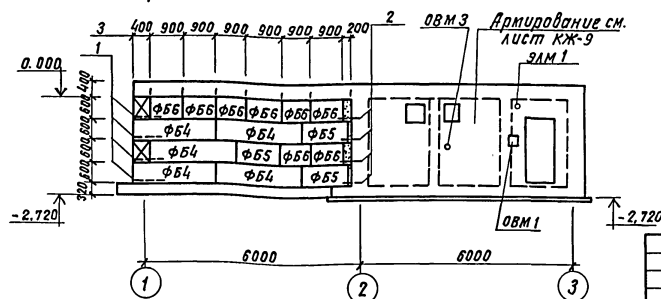 3 400 900 900 900 900 900 900 200 2 ОВМ 3 Армирование см.
лист КЖ-9
1 ЭЛМ 1
0.000
400
600
600
600
600
320
ФБ6 ФБ6 ФБ6 ФБ6 ФБ6 ФБ6
ФБ4 ФБ4 ФБ5
ФБ4 ФБ5 ФБ6 ФБ6
ФБ4 ФБ4 ФБ5
-2,720 ОВМ 1 -2,720
6000 6000
1 2 3